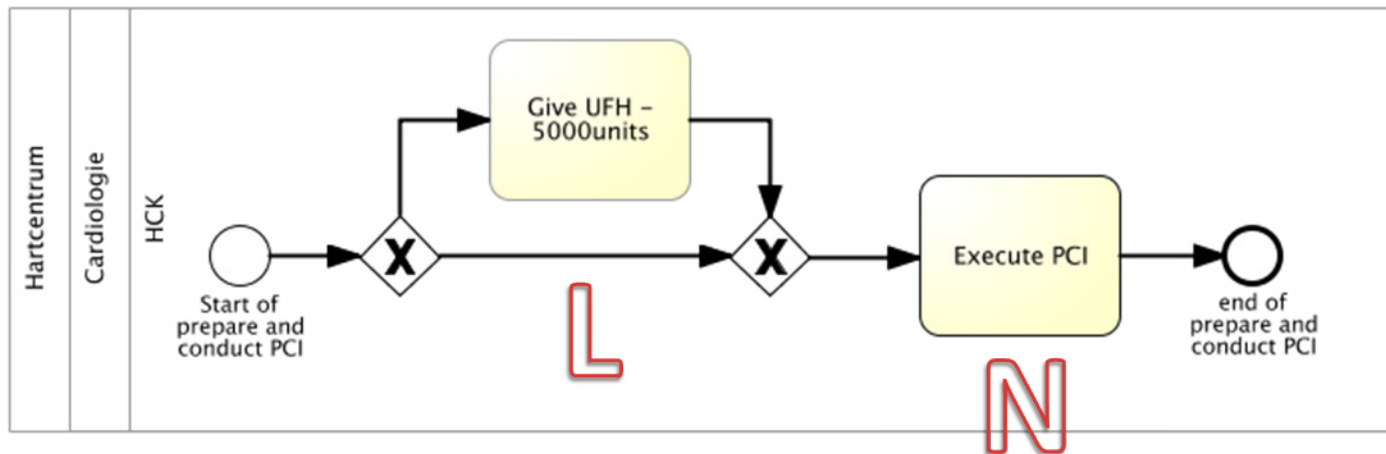 Hartcentrum
Cardiologie
HCK
Start of
prepare and
conduct PCI
X
Give UFH –
5000units
X
L
Execute PCI
N
end of
prepare and
conduct PCI